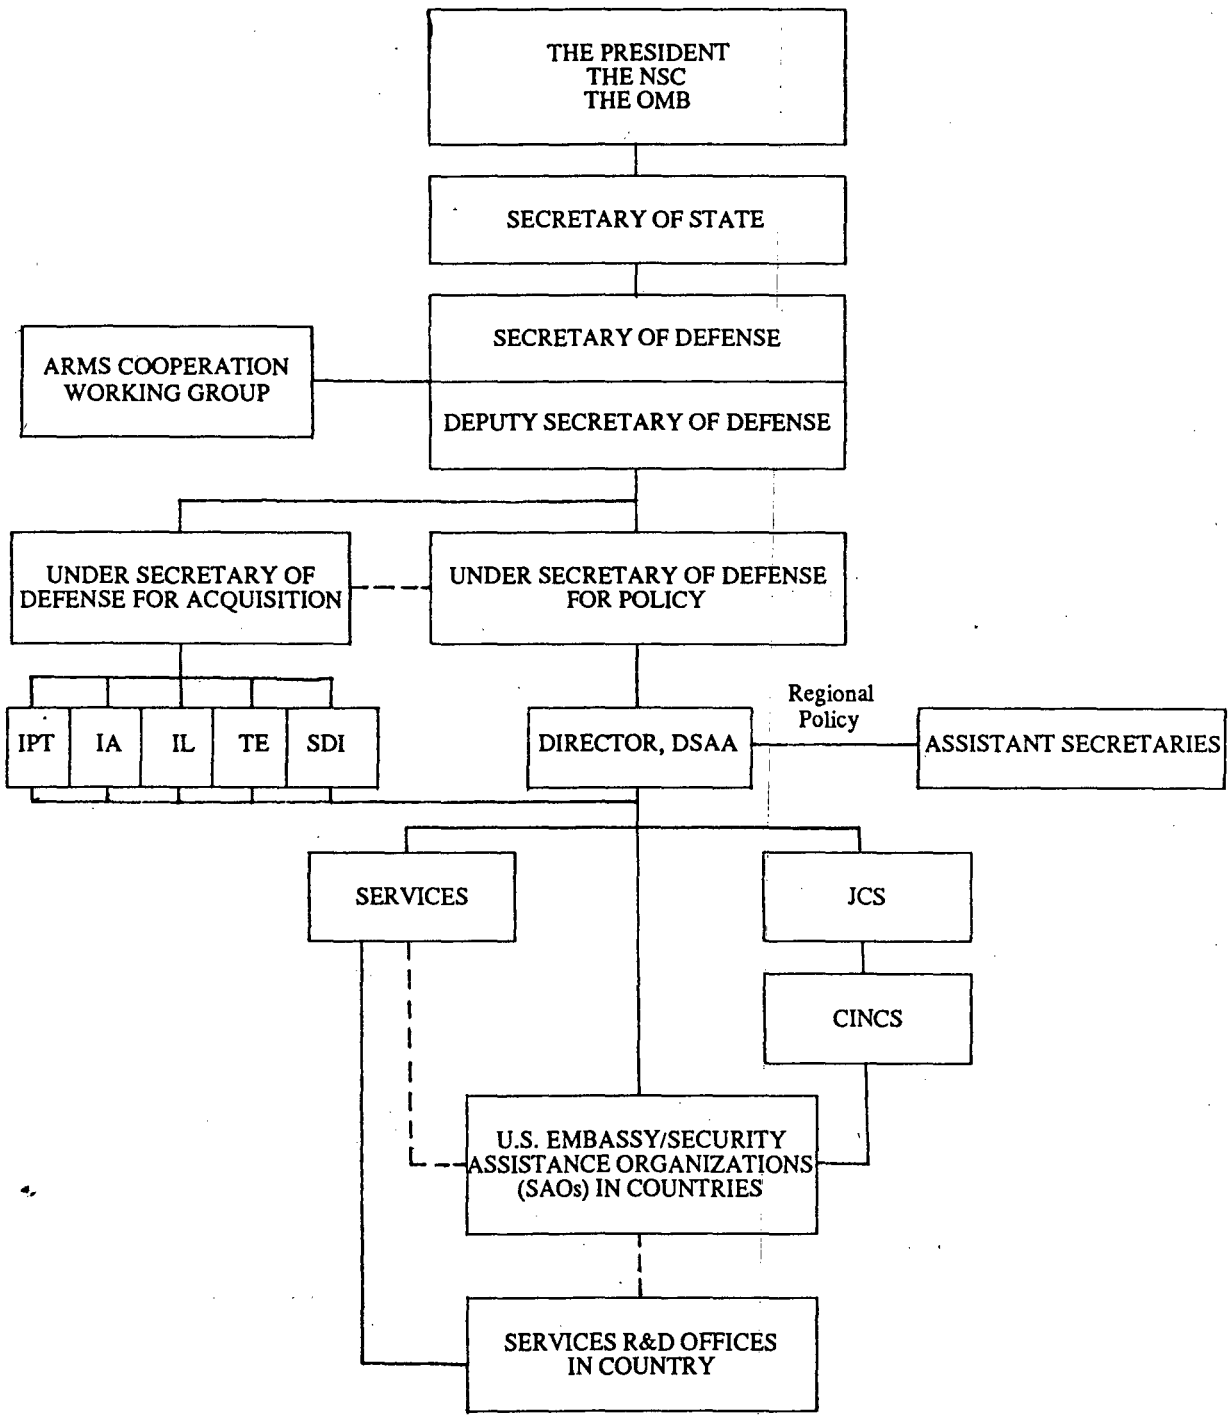 THE PRESIDENT
THE NSC
THE OMB
SECRETARY OF STATE
SECRETARY OF DEFENSE
ARMS COOPERATION
WORKING GROUP
DEPUTY SECRETARY OF DEFENSE
UNDER SECRETARY OF
DEFENSE FOR ACQUISITION
UNDER SECRETARY OF DEFENSE
FOR POLICY
IPT
IA
IL
TE
SDI
DIRECTOR, DSAA
Regional
Policy
ASSISTANT SECRETARIES
SERVICES
JCS
CINCS
U.S. EMBASSY/SECURITY
ASSISTANCE ORGANIZATIONS
(SAOs) IN COUNTRIES
SERVICES R&D OFFICES
IN COUNTRY